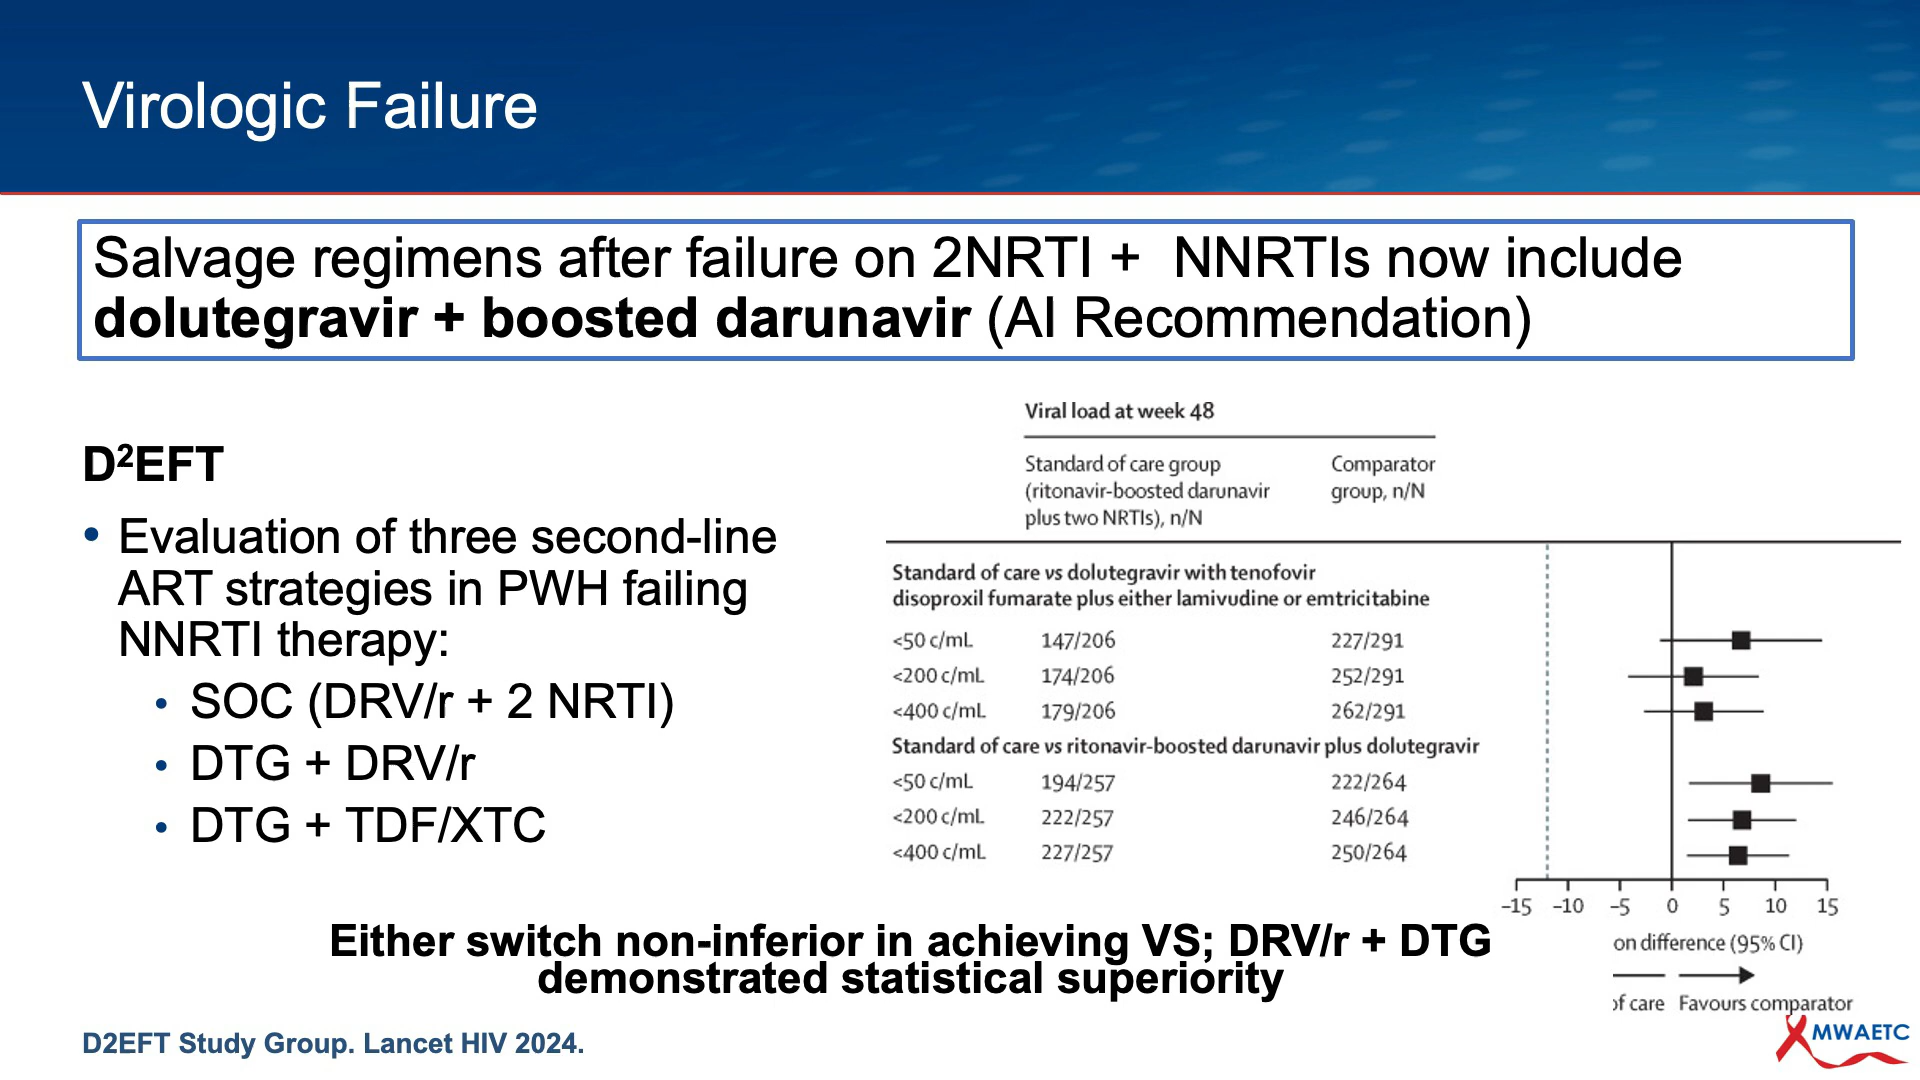 Virologic Failure
Salvage regimens after failure on 2NRTI + NNRTIs now include
dolutegravir + boosted darunavir (AI Recommendation)
D²EFT
• Evaluation of three second-line
ART strategies in PWH failing
NNRTI therapy:
• SOC (DRV/r + 2 NRTI)
• DTG + DRV/r
• DTG + TDF/XTC
Viral load at week 48
Standard of care group
(ritonavir-boosted darunavir
plus two NRTIs), n/N
Comparator
group, n/N
Standard of care vs dolutegravir with tenofovir
disoproxil fumarate plus either lamivudine or emtricitabine
<50 c/mL 147/206 227/291
<200 c/mL 174/206 252/291
<400 c/mL 179/206 262/291
Standard of care vs ritonavir-boosted darunavir plus dolutegravir
<50 c/mL 194/257 222/264
<200 c/mL 222/257 246/264
<400 c/mL 227/257 250/264
–15 –10 –5 0 5 10 15
on difference (95% CI)
of care Favours comparator
Either switch non-inferior in achieving VS; DRV/r + DTG
demonstrated statistical superiority
D2EFT Study Group. Lancet HIV 2024.
MWAETC